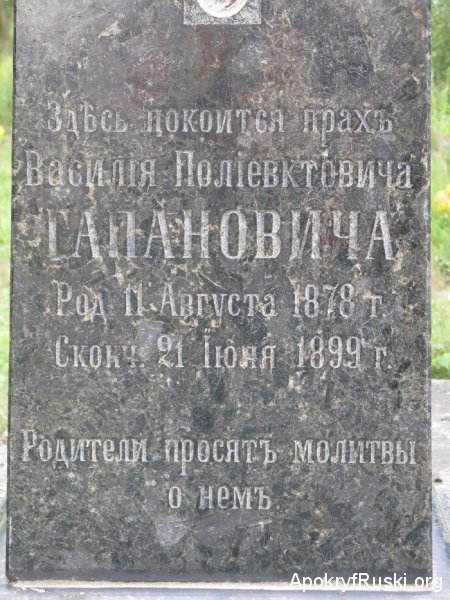 Здѣсь покоится прахъ
Василія Поліевктовича
ГАПАНОВИЧА
Род. 11 Августа 1878 г.
Сконч. 21 Іюня 1899 г.
Родители просятъ молитвы
о немъ
ApokryfRuski.org